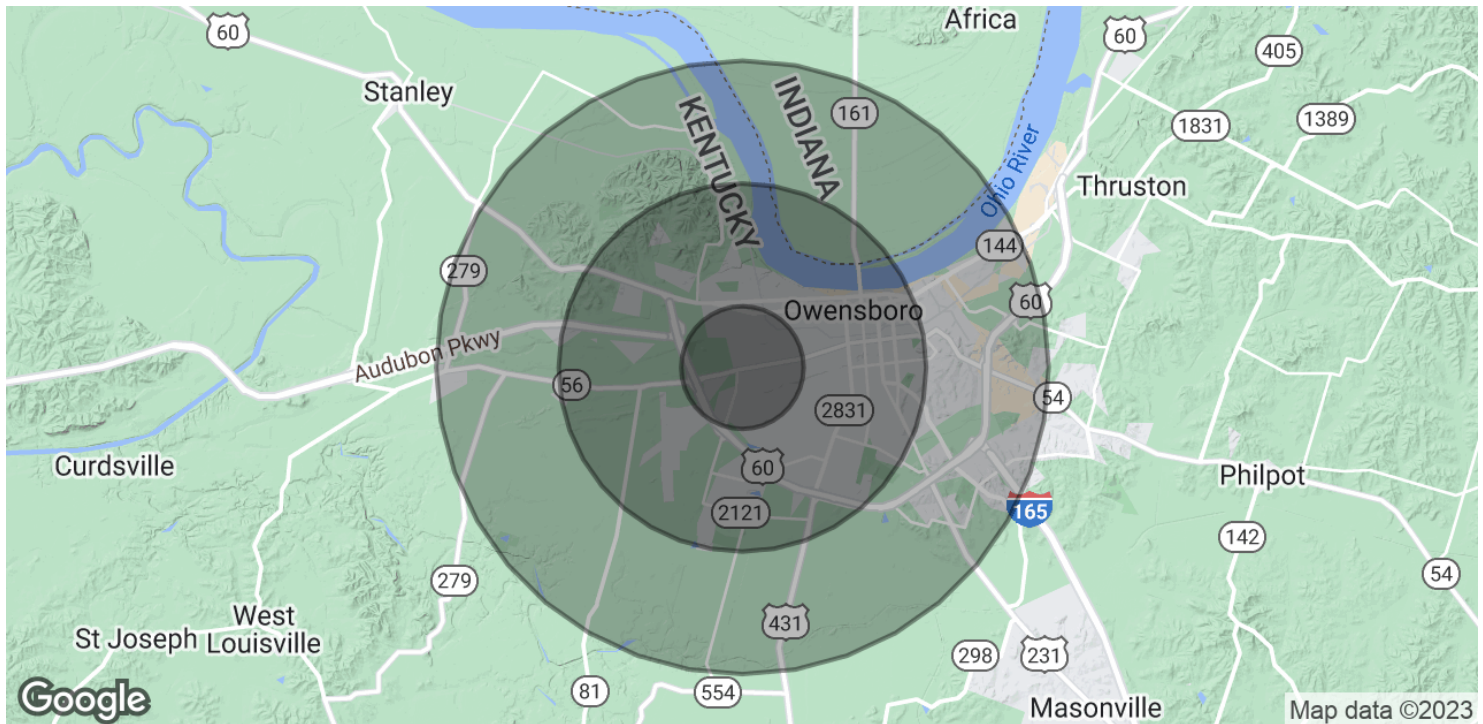 Africa
60
60
405
Stanley
KENTUCKY
INDIANA
161
1831
1389
Ohio River
Thruston
144
279
60
Owensboro
Audubon Pkwy
56
54
2831
Curdsville
60
Philpot
2121
165
142
279
54
West
Louisville
St Joseph
431
298
231
81
554
Masonville
Google
Map data ©2023